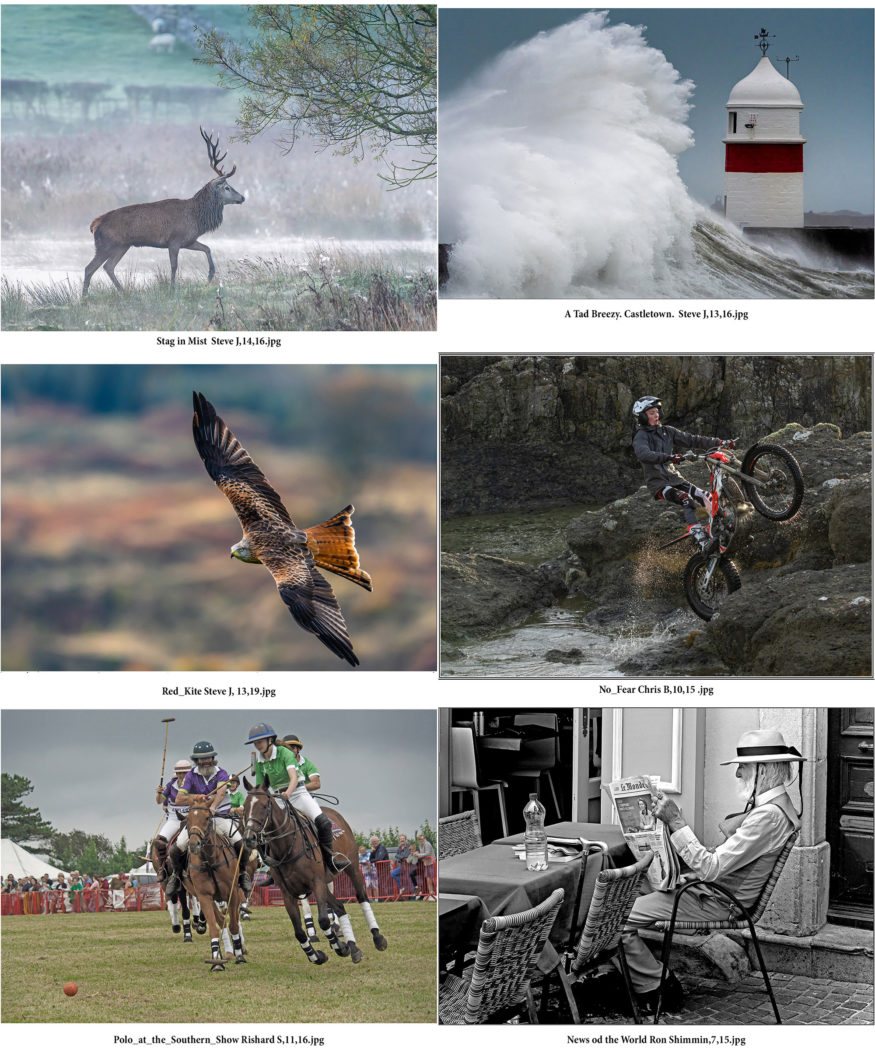 Stag in Mist Steve J,14,16.jpg
A Tad Breezy. Castletown. Steve J,13,16.jpg
Red_Kite Steve J, 13,19.jpg
No_Fear Chris B,10,15 .jpg
le Monde
Polo_at_the_Southern_Show Rishard S,11,16.jpg
News od the World Ron Shimmin,7,15.jpg